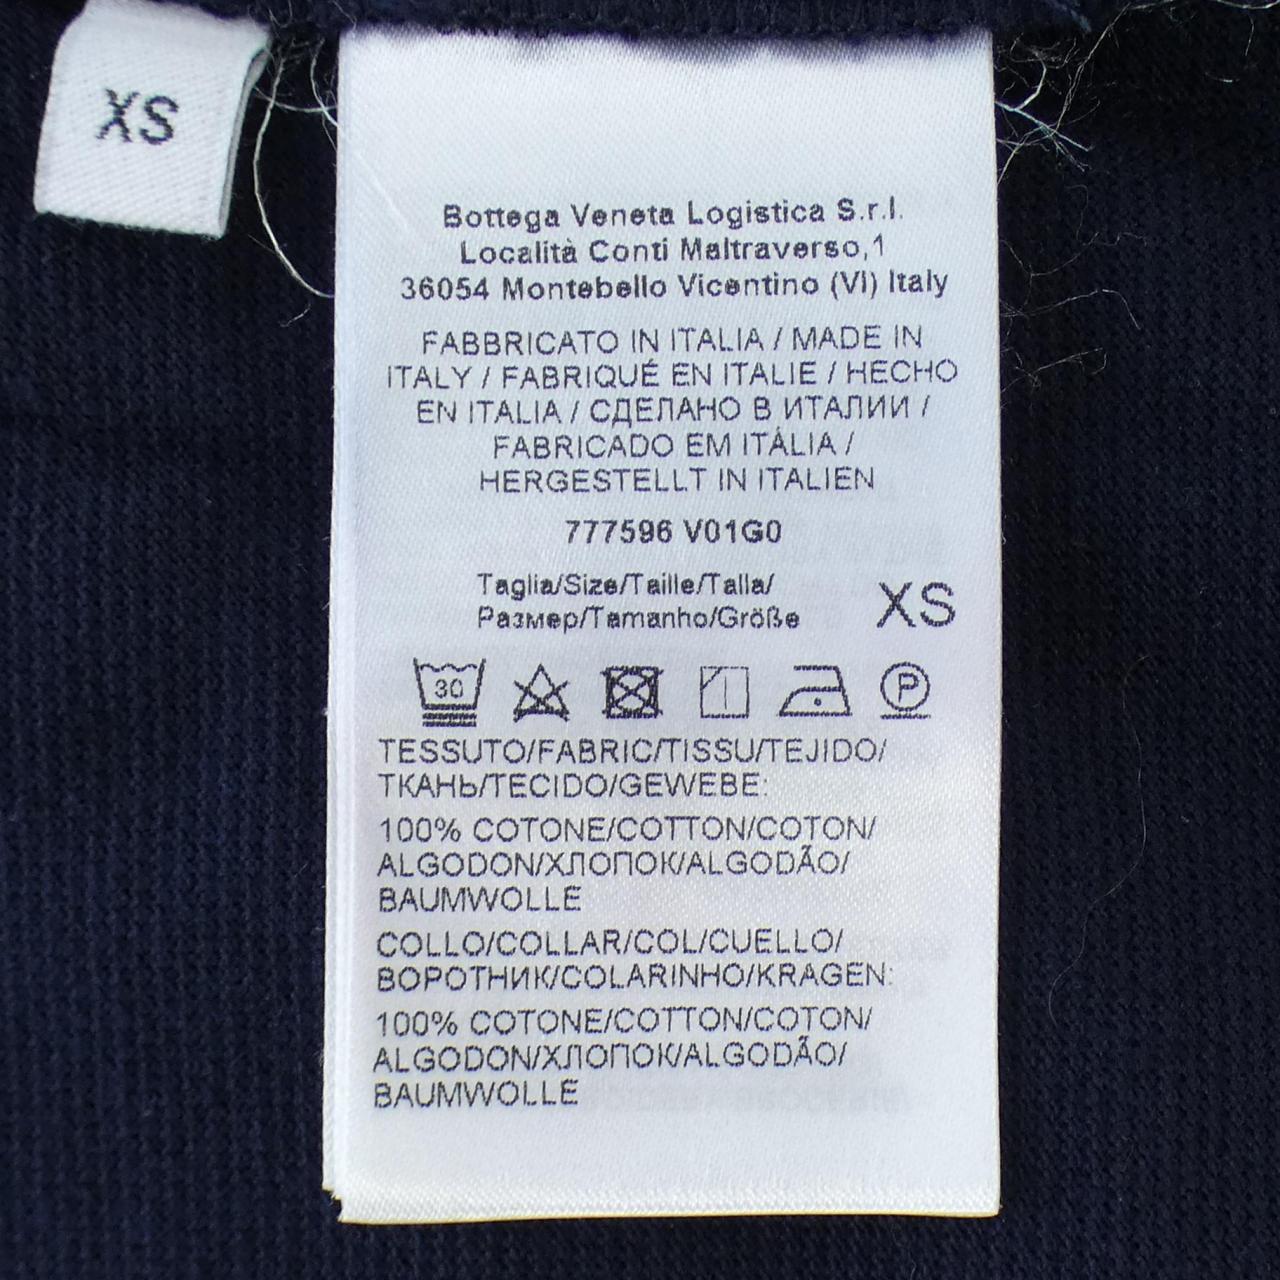 XS
Bottega Veneta Logistica S.r.l.
Località Conti Maltraverso,1
36054 Montebello Vicentino (VI) Italy
FABBRICATO IN ITALIA / MADE IN
ITALY / FABRIQUÉ EN ITALIE / HECHO
EN ITALIA / СДЕЛАНО В ИТАЛИИ /
FABRICADO EM ITÁLIA /
HERGESTELLT IN ITALIEN
777596 V01G0
Taglia/Size/Taille/Talla/
Размер/Tamanho/Größe
XS
30
P
TESSUTO/FABRIC/TISSU/TEJIDO/
ТКАНЬ/TECIDO/GEWEBE:
100% COTONE/COTTON/COTON/
ALGODON/ХЛОПОК/ALGODÃO/
BAUMWOLLE
COLLO/COLLAR/COL/CUELLO/
ВОРОТНИК/COLARINHO/KRAGEN:
100% COTONE/COTTON/COTON/
ALGODON/ХЛОПОК/ALGODÃO/
BAUMWOLLE